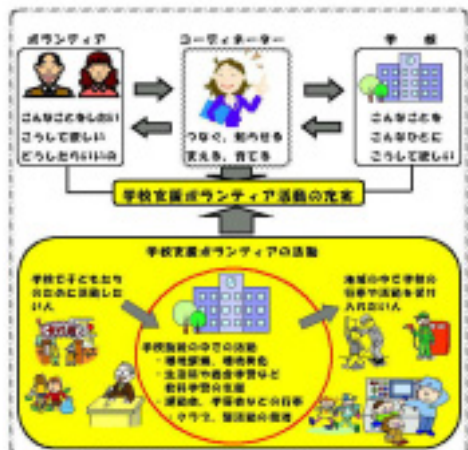 ボランティア
コーディネーター
学 校
こんなことをしたい
こうして欲しい
どうしたらいいの
つなぐ、知らせる
支える、育てる
こんなことを
こんなひとに
こうして欲しい
学校支援ボランティア活動の充実
学校支援ボランティアの活動
学校で子どもたち
のために活動した
い人
地域の中で学校の
行事や活動を受け
入れたい人
学校施設の中での活動
・環境整備、環境美化
・生活科や総合学習など
教科学習の支援
・運動会、学習会などの行事
・クラブ、部活動の指導